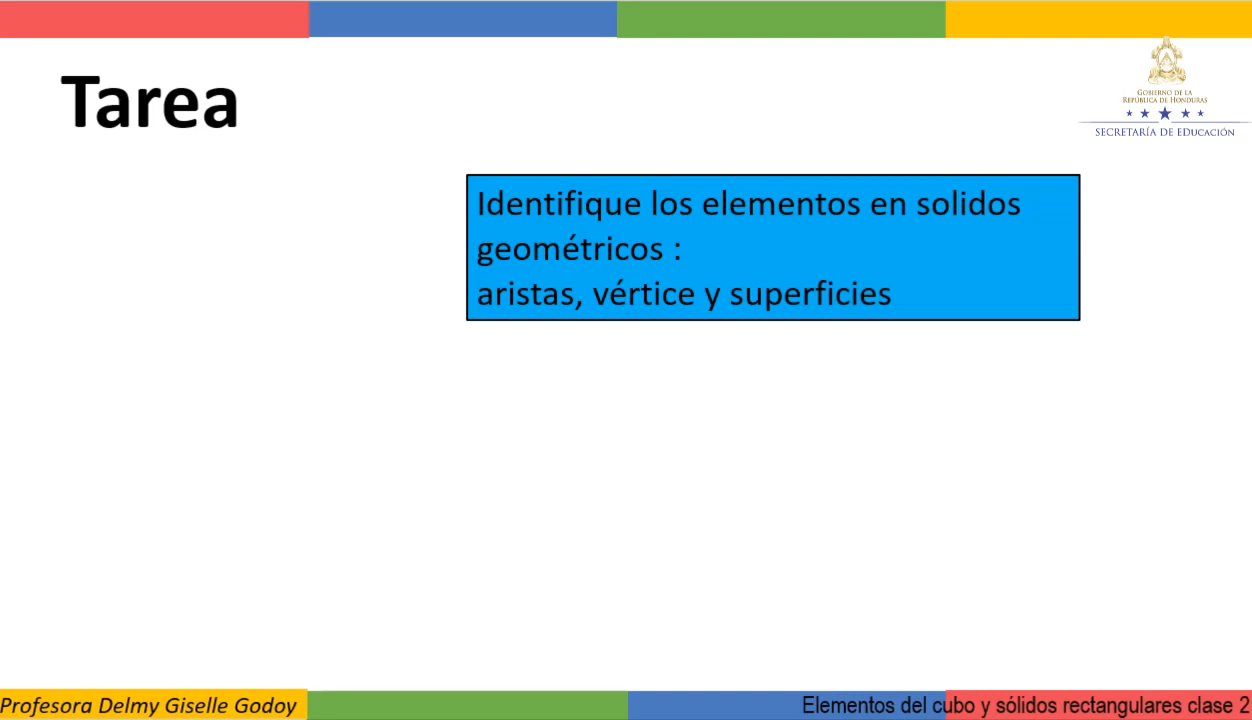 Tarea
GOBIERNO DE LA
REPÚBLICA DE HONDURAS
SECRETARÍA DE EDUCACIÓN
Identifique los elementos en solidos
geométricos :
aristas, vértice y superficies
Profesora Delmy Giselle Godoy
Elementos del cubo y sólidos rectangulares clase 2